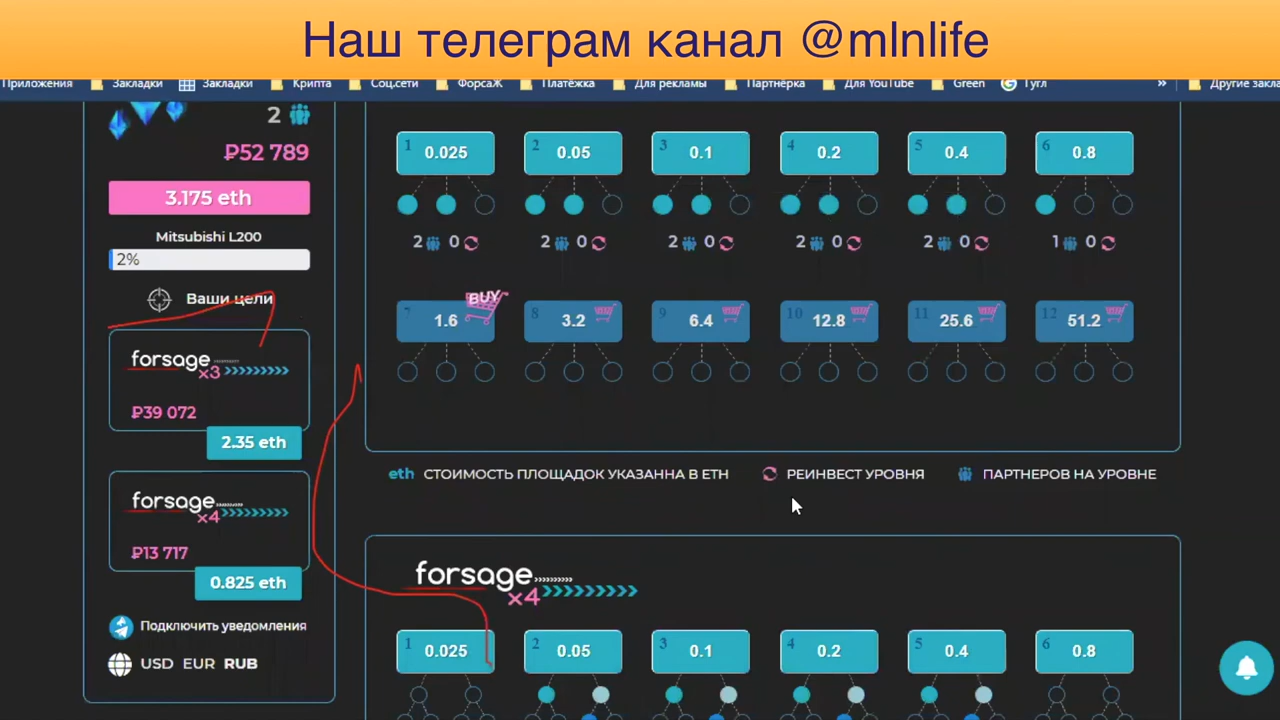 Наш телеграм канал @mlnlife
Приложения Закладки Закладки Крипта Соц.сети ФорсаЖ Платёжка Для рекламы Партнёрка Для YouTube Green Гугл » Другие закла
2
₽52 789
3.175 eth
Mitsubishi L200
2%
Ваши цели
forsage
x3
₽39 072
2.35 eth
forsage
x4
₽13 717
0.825 eth
Подключить уведомления
USD EUR RUB
1 0.025 2 0.05 3 0.1 4 0.2 5 0.4 6 0.8
2 0 2 0 2 0 2 0 2 0 1 0
BUY
7 1.6 8 3.2 9 6.4 10 12.8 11 25.6 12 51.2
eth СТОИМОСТЬ ПЛОЩАДОК УКАЗАННА В ETH РЕИНВЕСТ УРОВНЯ ПАРТНЕРОВ НА УРОВНЕ
forsage
x4
1 0.025 2 0.05 3 0.1 4 0.2 5 0.4 6 0.8